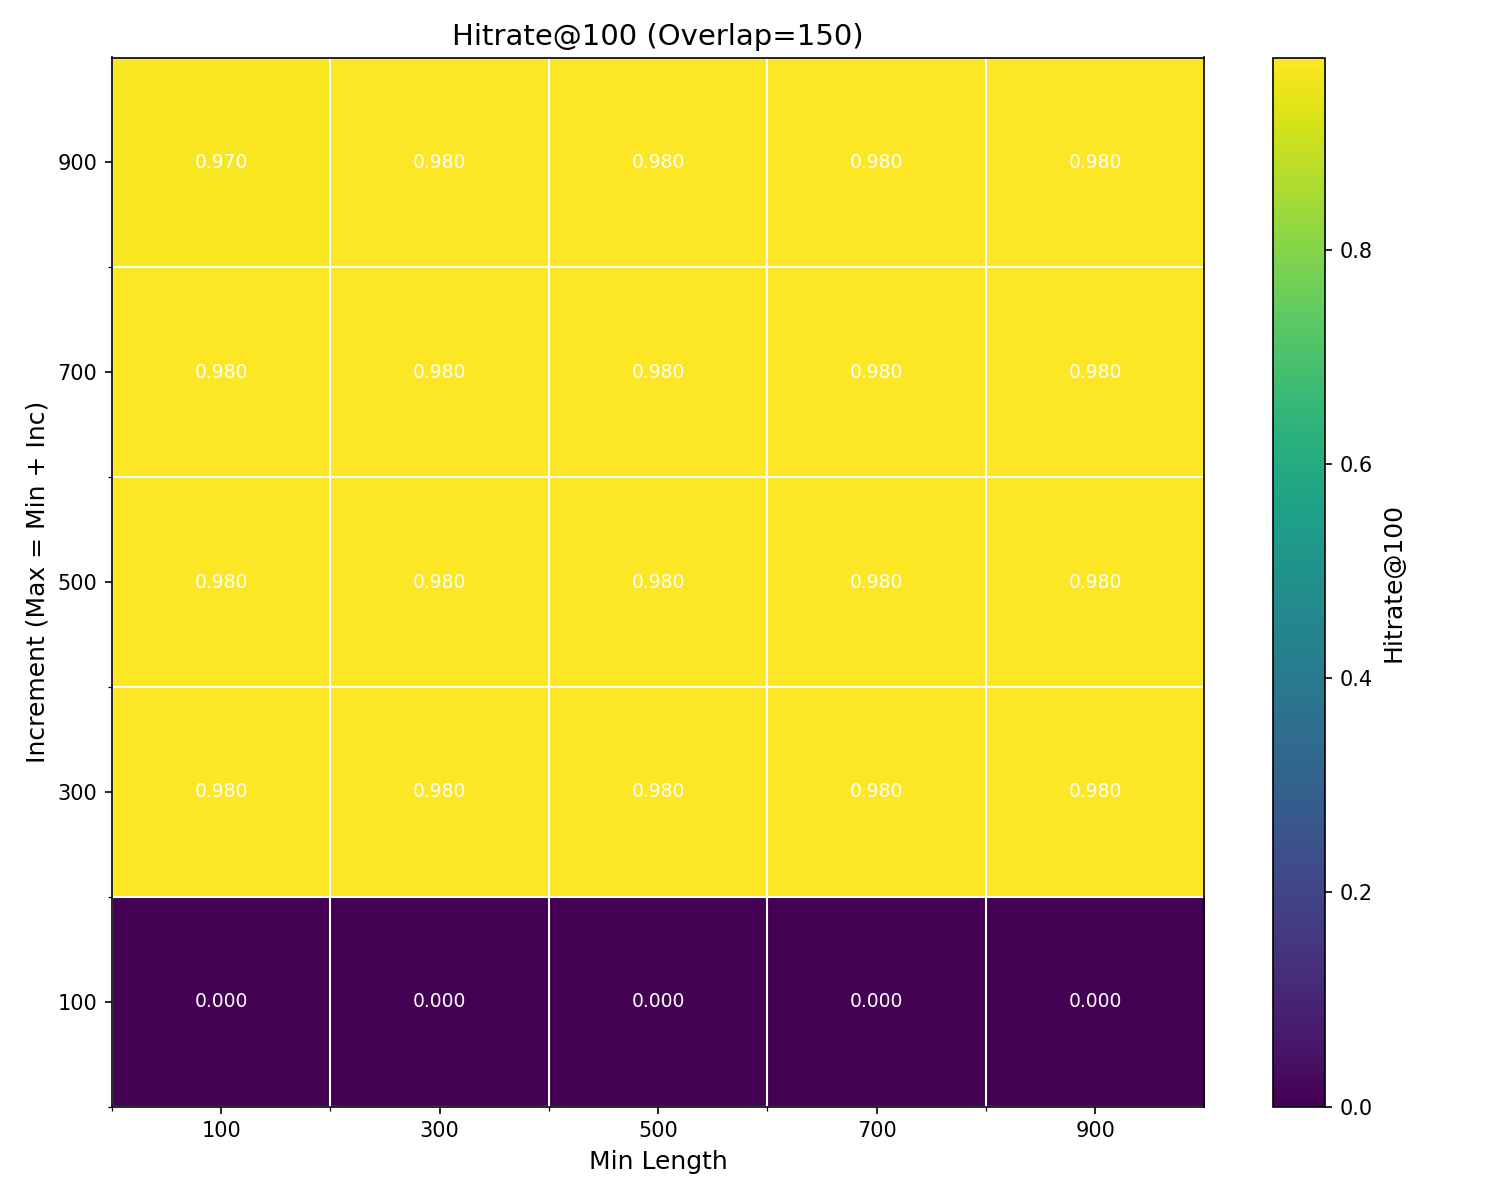 Hitrate@100 (Overlap=150)
Increment (Max = Min + Inc)
900
0.970 0.980 0.980 0.980 0.980
700
0.980 0.980 0.980 0.980 0.980
500
0.980 0.980 0.980 0.980 0.980
300
0.980 0.980 0.980 0.980 0.980
100
0.000 0.000 0.000 0.000 0.000
100 300 500 700 900
Min Length
0.8
0.6
0.4
0.2
0.0
Hitrate@100